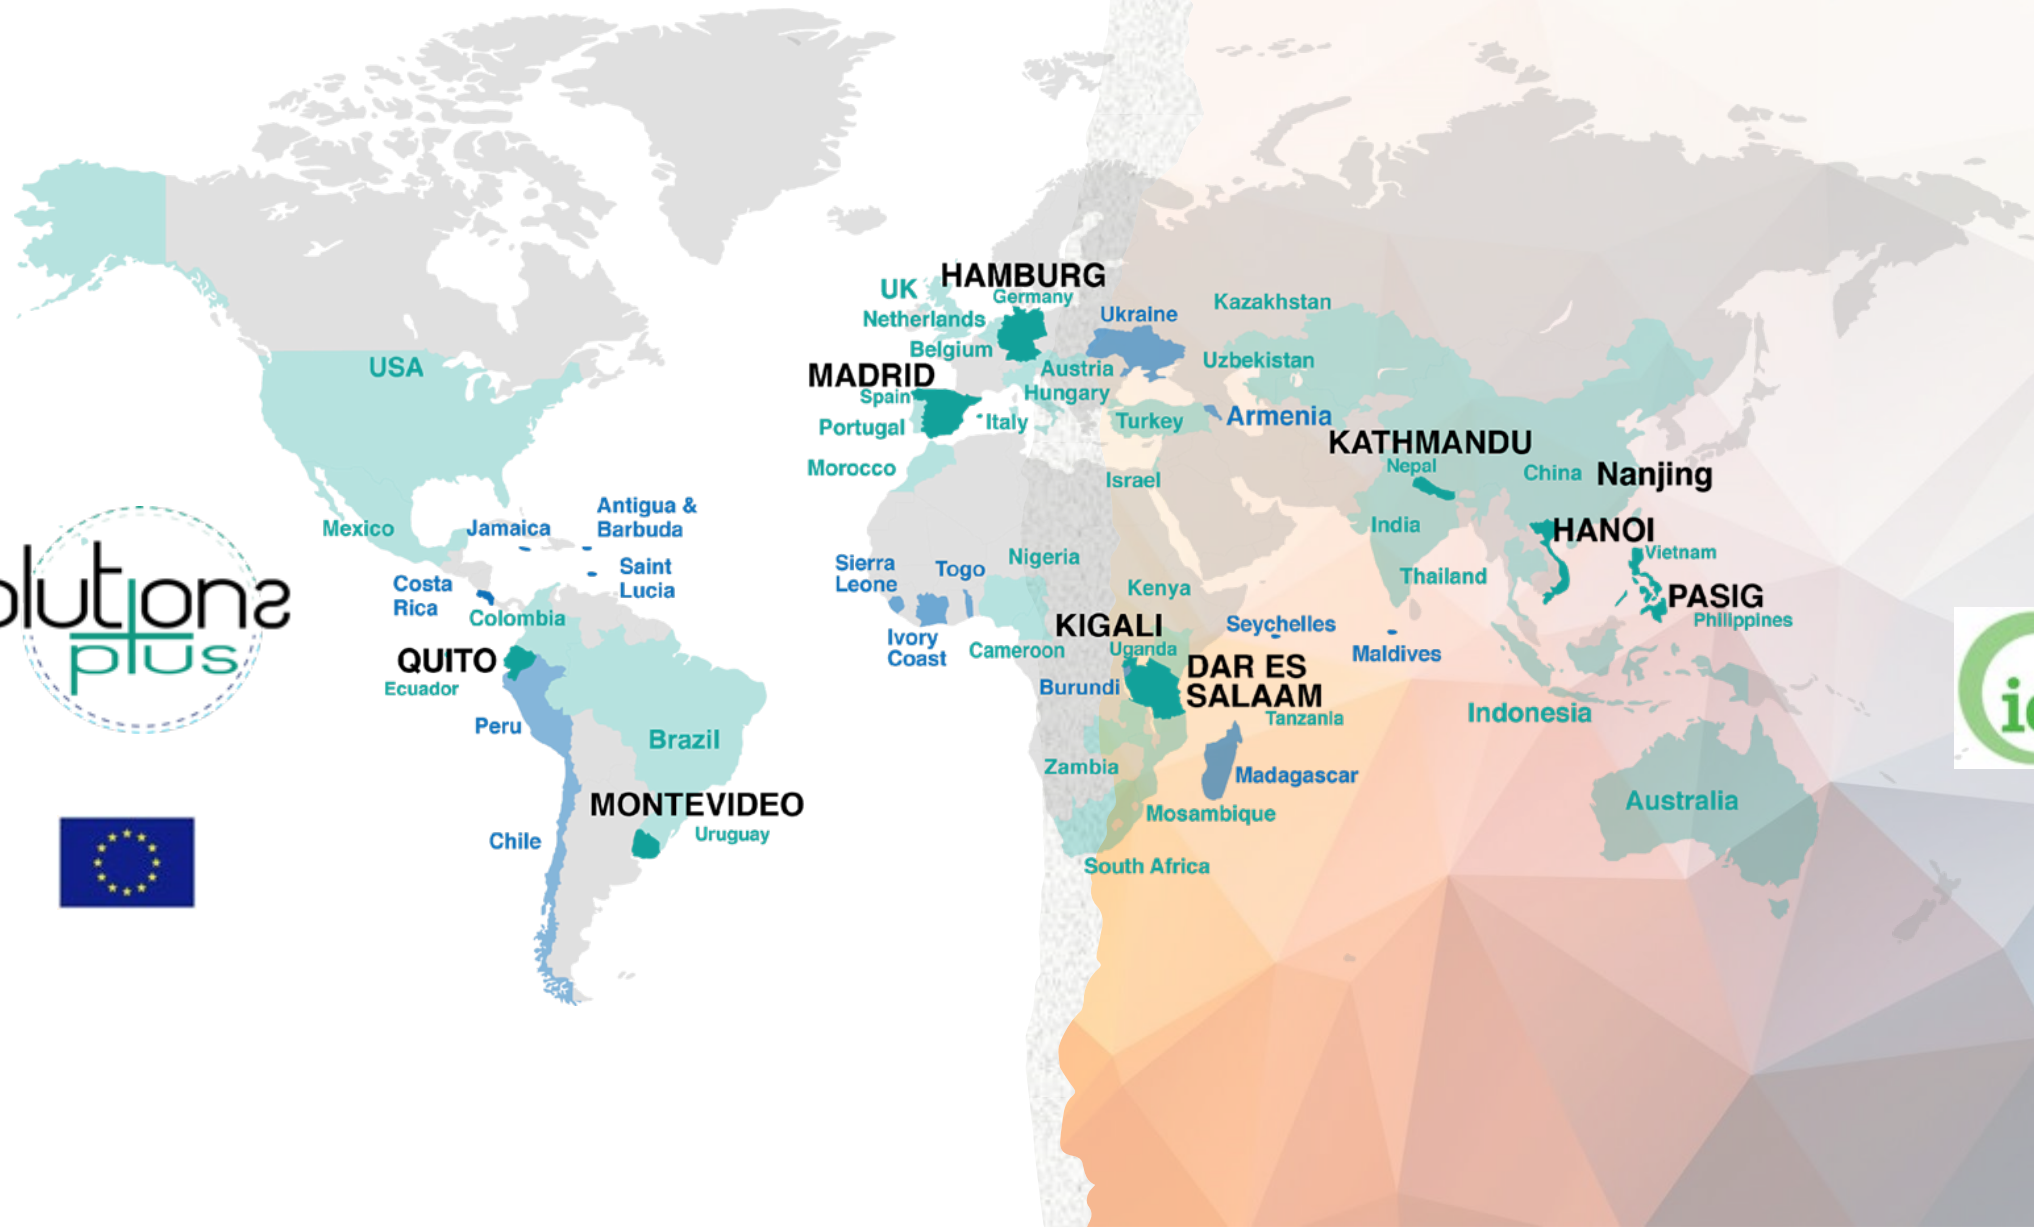 HAMBURG
UK
Germany
Netherlands
Belgium
Ukraine
Kazakhstan
USA
MADRID
Spain
Austria
Hungary
Uzbekistan
Portugal
Italy
Turkey
Armenia
Morocco
Israel
KATHMANDU
Nepal
China
Nanjing
Mexico
Jamaica
Antigua &
Barbuda
India
HANOI
Vietnam
Saint
Lucia
Sierra
Leone
Togo
Nigeria
Kenya
Thailand
PASIG
Philippines
olutions
plus
Costa
Rica
Colombia
Ivory
Coast
Cameroon
KIGALI
Uganda
Seychelles
Maldives
QUITO
Ecuador
Burundi
DAR ES
SALAAM
Tanzania
Peru
Brazil
Indonesia
Zambia
Madagascar
Mosambique
Australia
MONTEVIDEO
Uruguay
Chile
South Africa